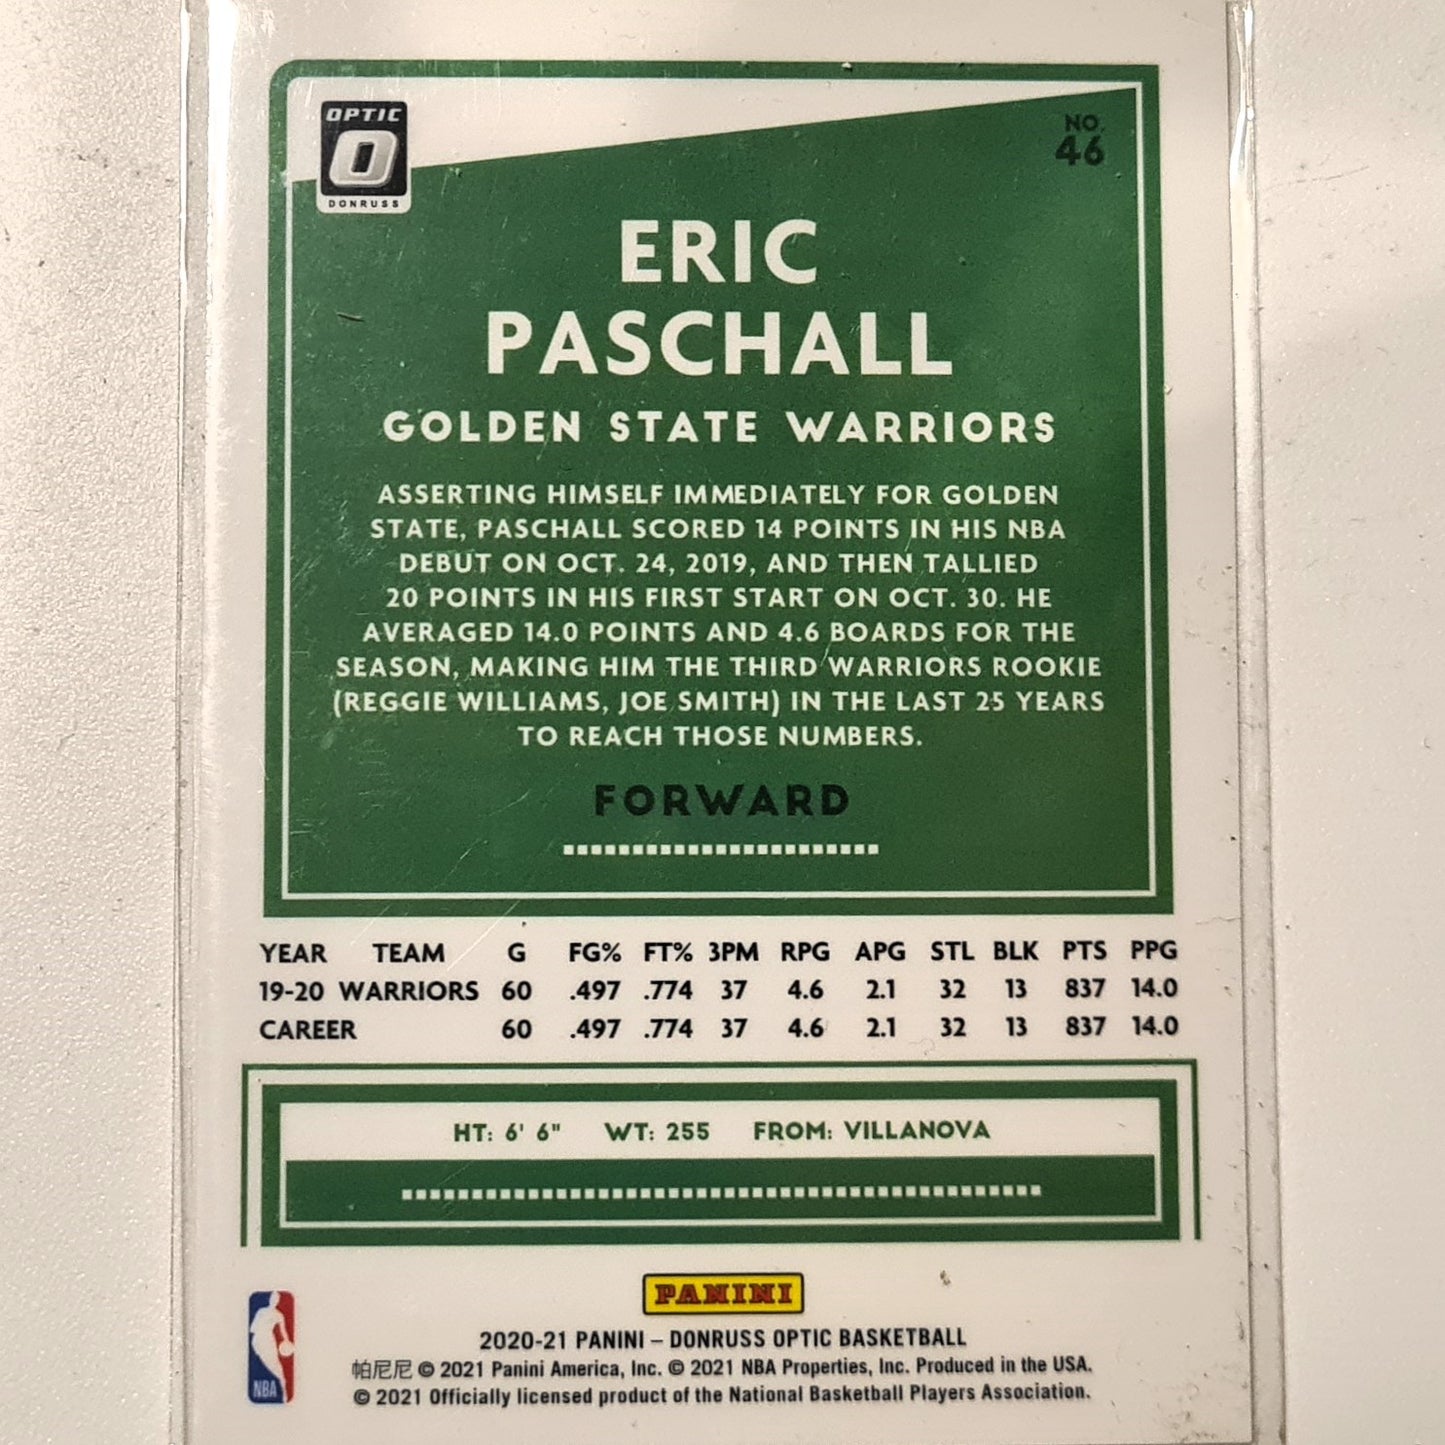 OPTIC
O
DONRUSS
NO.
46
ERIC
PASCHALL
GOLDEN STATE WARRIORS
ASSERTING HIMSELF IMMEDIATELY FOR GOLDEN
STATE, PASCHALL SCORED 14 POINTS IN HIS NBA
DEBUT ON OCT. 24, 2019, AND THEN TALLIED
20 POINTS IN HIS FIRST START ON OCT. 30. HE
AVERAGED 14.0 POINTS AND 4.6 BOARDS FOR THE
SEASON, MAKING HIM THE THIRD WARRIORS ROOKIE
(REGGIE WILLIAMS, JOE SMITH) IN THE LAST 25 YEARS
TO REACH THOSE NUMBERS.
FORWARD
YEAR TEAM G FG% FT% 3PM RPG APG STL BLK PTS PPG
19-20 WARRIORS 60 .497 .774 37 4.6 2.1 32 13 837 14.0
CAREER 60 .497 .774 37 4.6 2.1 32 13 837 14.0
HT: 6' 6" WT: 255 FROM: VILLANOVA
PANINI
2020-21 PANINI – DONRUSS OPTIC BASKETBALL
帕尼尼 © 2021 Panini America, Inc. © 2021 NBA Properties, Inc. Produced in the USA.
© 2021 Officially licensed product of the National Basketball Players Association.
NBA